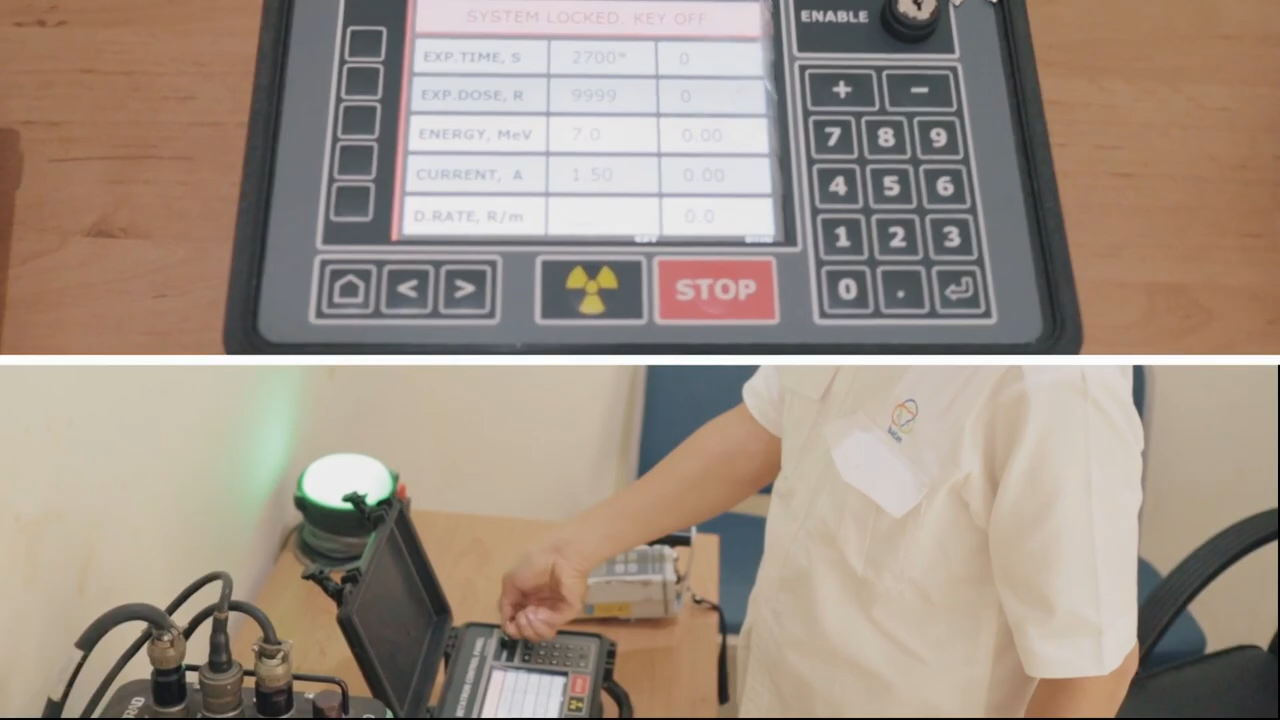 SYSTEM LOCKED. KEY OFF
ENABLE
EXP.TIME, S 2700* 0
EXP.DOSE, R 9999 0
ENERGY, MeV 7.0 0.00
CURRENT, A 1.50 0.00
D.RATE, R/m 0.0
+ -
7 8 9
4 5 6
1 2 3
0 .
< >
STOP